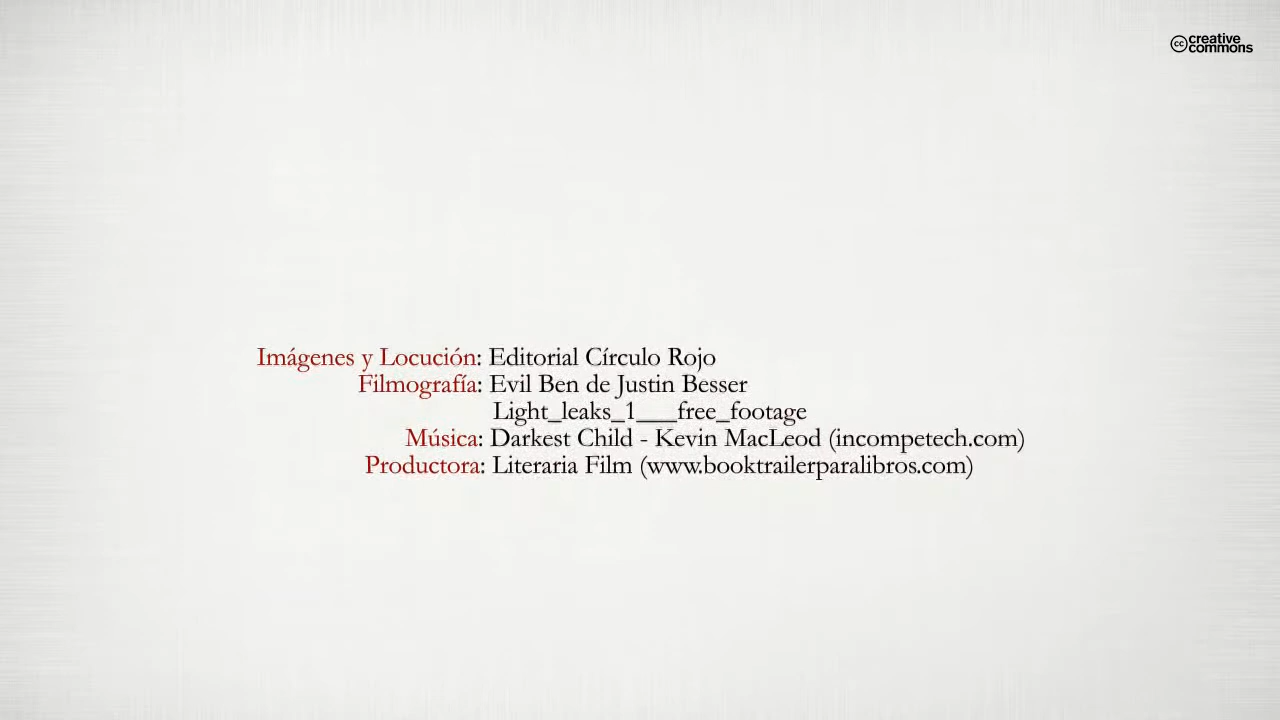 creative
commons
Imágenes y Locución: Editorial Círculo Rojo
Filmografía: Evil Ben de Justin Besser
Light_leaks_1___free_footage
Música: Darkest Child - Kevin MacLeod (incompetech.com)
Productora: Literaria Film (www.booktrailerparalibros.com)